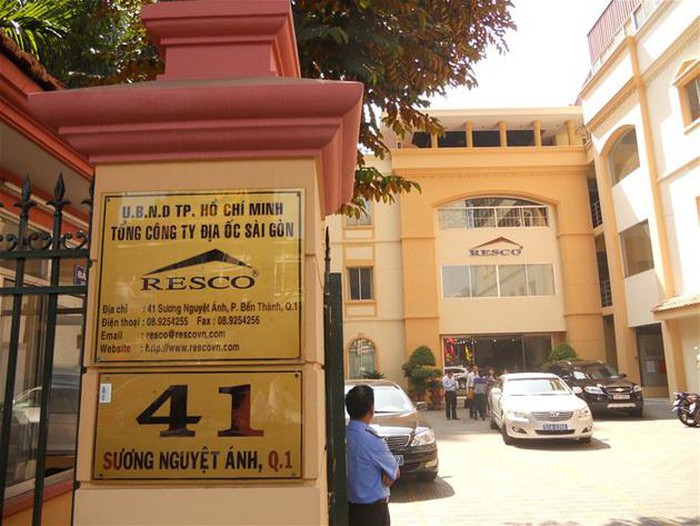 U.B.N.D TP. HỒ CHÍ MINH
TỔNG CÔNG TY ĐỊA ỐC SÀI GÒN
RESCO®
Địa chỉ : 41 Sương Nguyệt Ánh, P. Bến Thành, Q.1
Điện thoại : 08.9254255 Fax : 08.9254256
Email : resco@rescovn.com
Website : http://www.rescovn.com
41
SƯƠNG NGUYỆT ÁNH, Q.1
RESCO